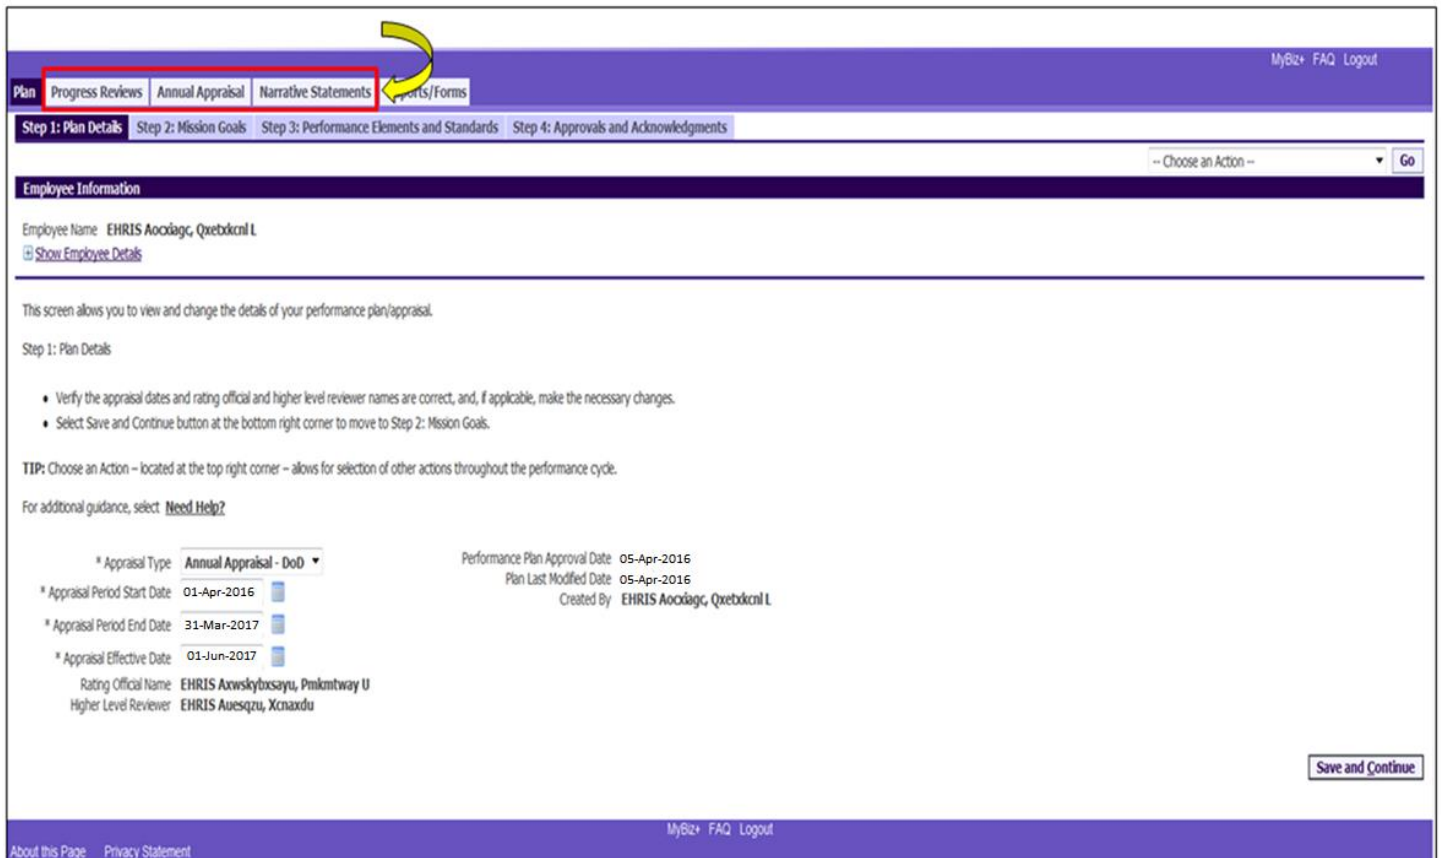 MyBiz+ FAQ Logout
Plan Progress Reviews Annual Appraisal Narrative Statements orts/Forms
Step 1: Plan Details Step 2: Mission Goals Step 3: Performance Elements and Standards Step 4: Approvals and Acknowledgments
-- Choose an Action -- Go
Employee Information
Employee Name EHRIS Aocxiagc, Qxetxkcnl L
Show Employee Details
This screen allows you to view and change the details of your performance plan/appraisal.
Step 1: Plan Details
• Verify the appraisal dates and rating official and higher level reviewer names are correct, and, if applicable, make the necessary changes.
• Select Save and Continue button at the bottom right corner to move to Step 2: Mission Goals.
TIP: Choose an Action – located at the top right corner – allows for selection of other actions throughout the performance cycle.
For additional guidance, select Need Help?
* Appraisal Type Annual Appraisal - DoD
* Appraisal Period Start Date 01-Apr-2016
* Appraisal Period End Date 31-Mar-2017
* Appraisal Effective Date 01-Jun-2017
Rating Official Name EHRIS Axwskybxsayu, Pmkmtway U
Higher Level Reviewer EHRIS Auesqzu, Xcnaxdu
Performance Plan Approval Date 05-Apr-2016
Plan Last Modified Date 05-Apr-2016
Created By EHRIS Aocxiagc, Qxetxkcnl L
Save and Continue
MyBiz+ FAQ Logout
About this Page Privacy Statement